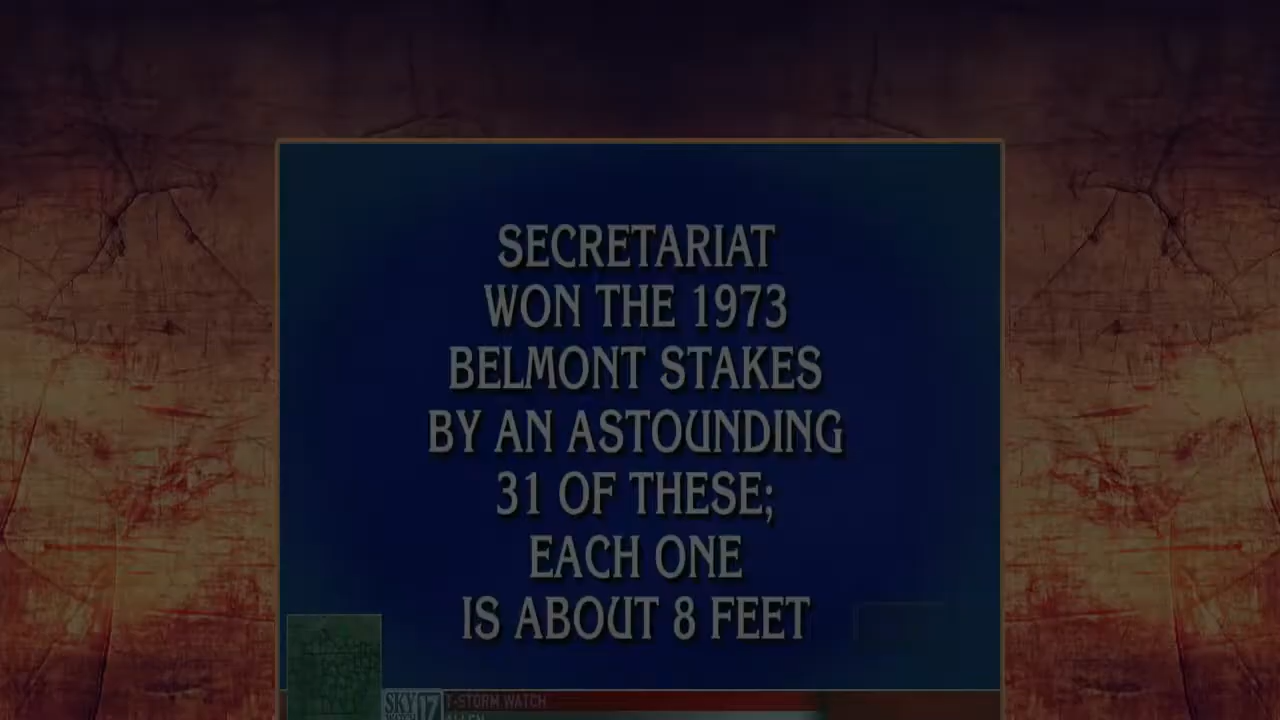 SECRETARIAT
WON THE 1973
BELMONT STAKES
BY AN ASTOUNDING
31 OF THESE;
EACH ONE
IS ABOUT 8 FEET
SKY
17
T-STORM WATCH
ALLEN